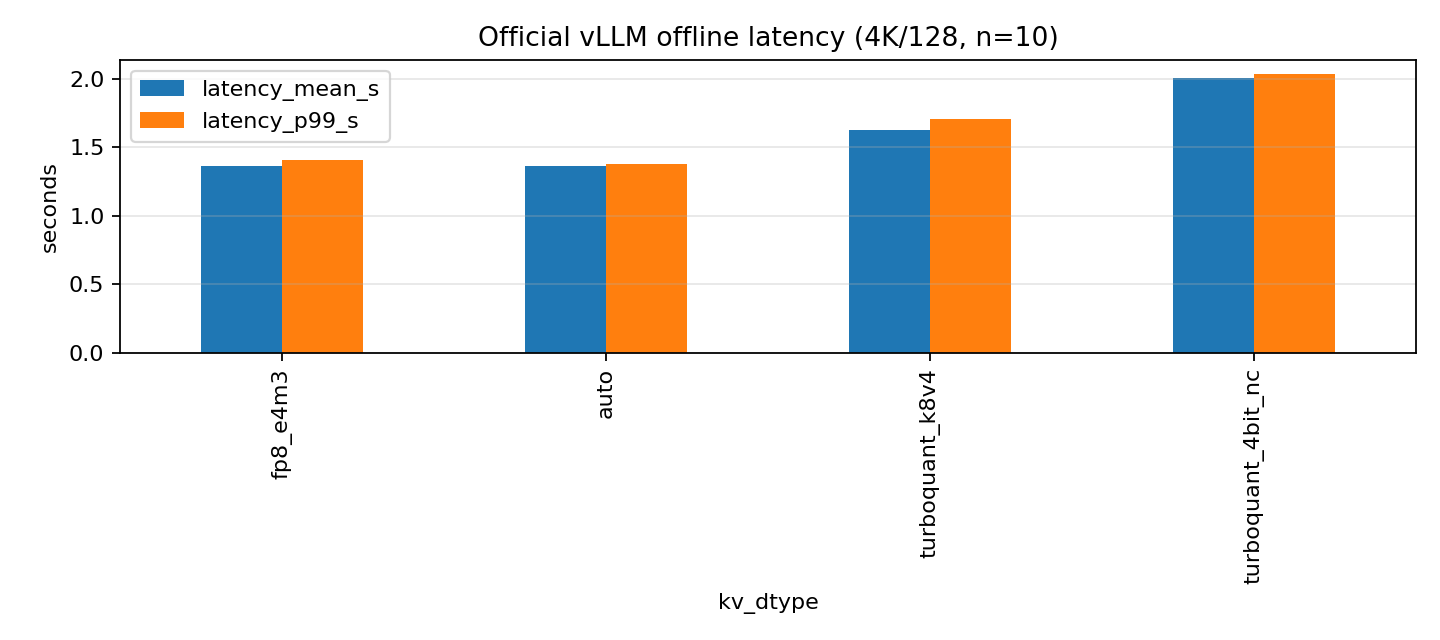 Official vLLM offline latency (4K/128, n=10)
latency_mean_s
latency_p99_s
seconds
2.0
1.5
1.0
0.5
0.0
fp8_e4m3
auto
turboquant_k8v4
turboquant_4bit_nc
kv_dtype